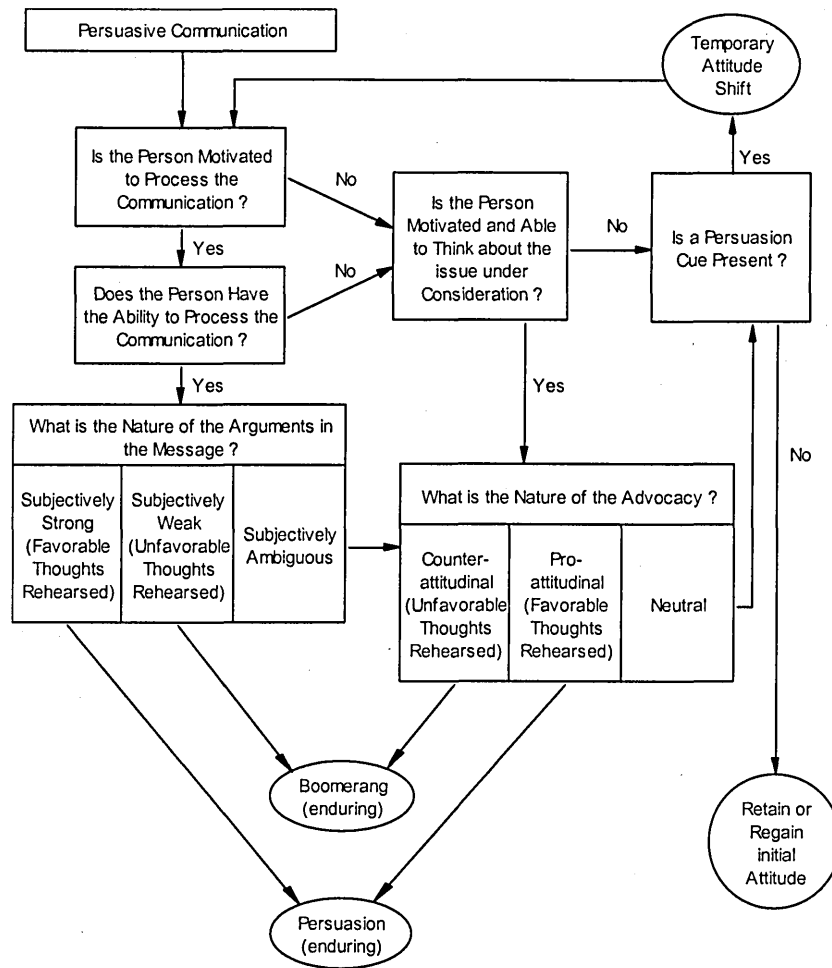 Persuasive Communication
Temporary
Attitude
Shift
Yes
Is the Person Motivated
to Process the
Communication ?
No
Is the Person
Motivated and Able
to Think about the
issue under
Consideration ?
No
Is a Persuasion
Cue Present ?
Yes
No
Does the Person Have
the Ability to Process the
Communication ?
Yes
Yes
What is the Nature of the Arguments in
the Message ?
Subjectively
Strong
(Favorable
Thoughts
Rehearsed)
Subjectively
Weak
(Unfavorable
Thoughts
Rehearsed)
Subjectively
Ambiguous
What is the Nature of the Advocacy ?
Counter-
attitudinal
(Unfavorable
Thoughts
Rehearsed)
Pro-
attitudinal
(Favorable
Thoughts
Rehearsed)
Neutral
No
Boomerang
(enduring)
Retain or
Regain
initial
Attitude
Persuasion
(enduring)